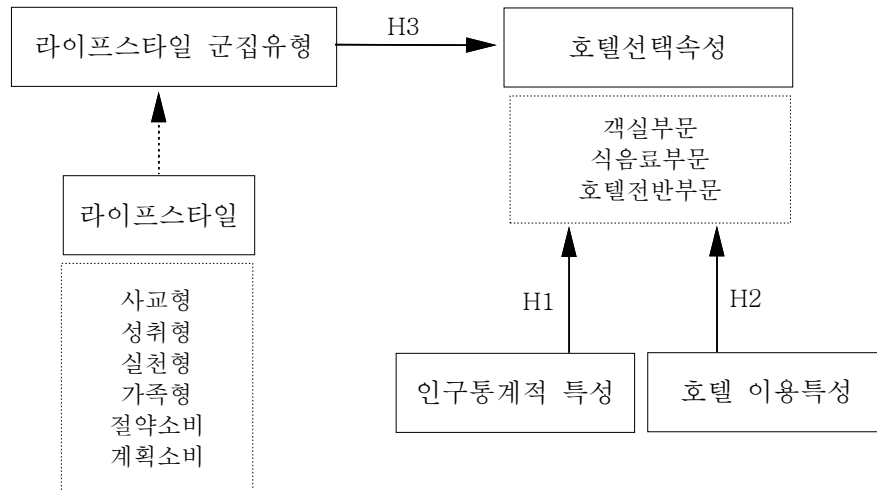 라이프스타일 군집유형
H3
호텔선택속성
객실부문
식음료부문
호텔전반부문
라이프스타일
사교형
성취형
실천형
가족형
절약소비
계획소비
H1
H2
인구통계적 특성
호텔 이용특성